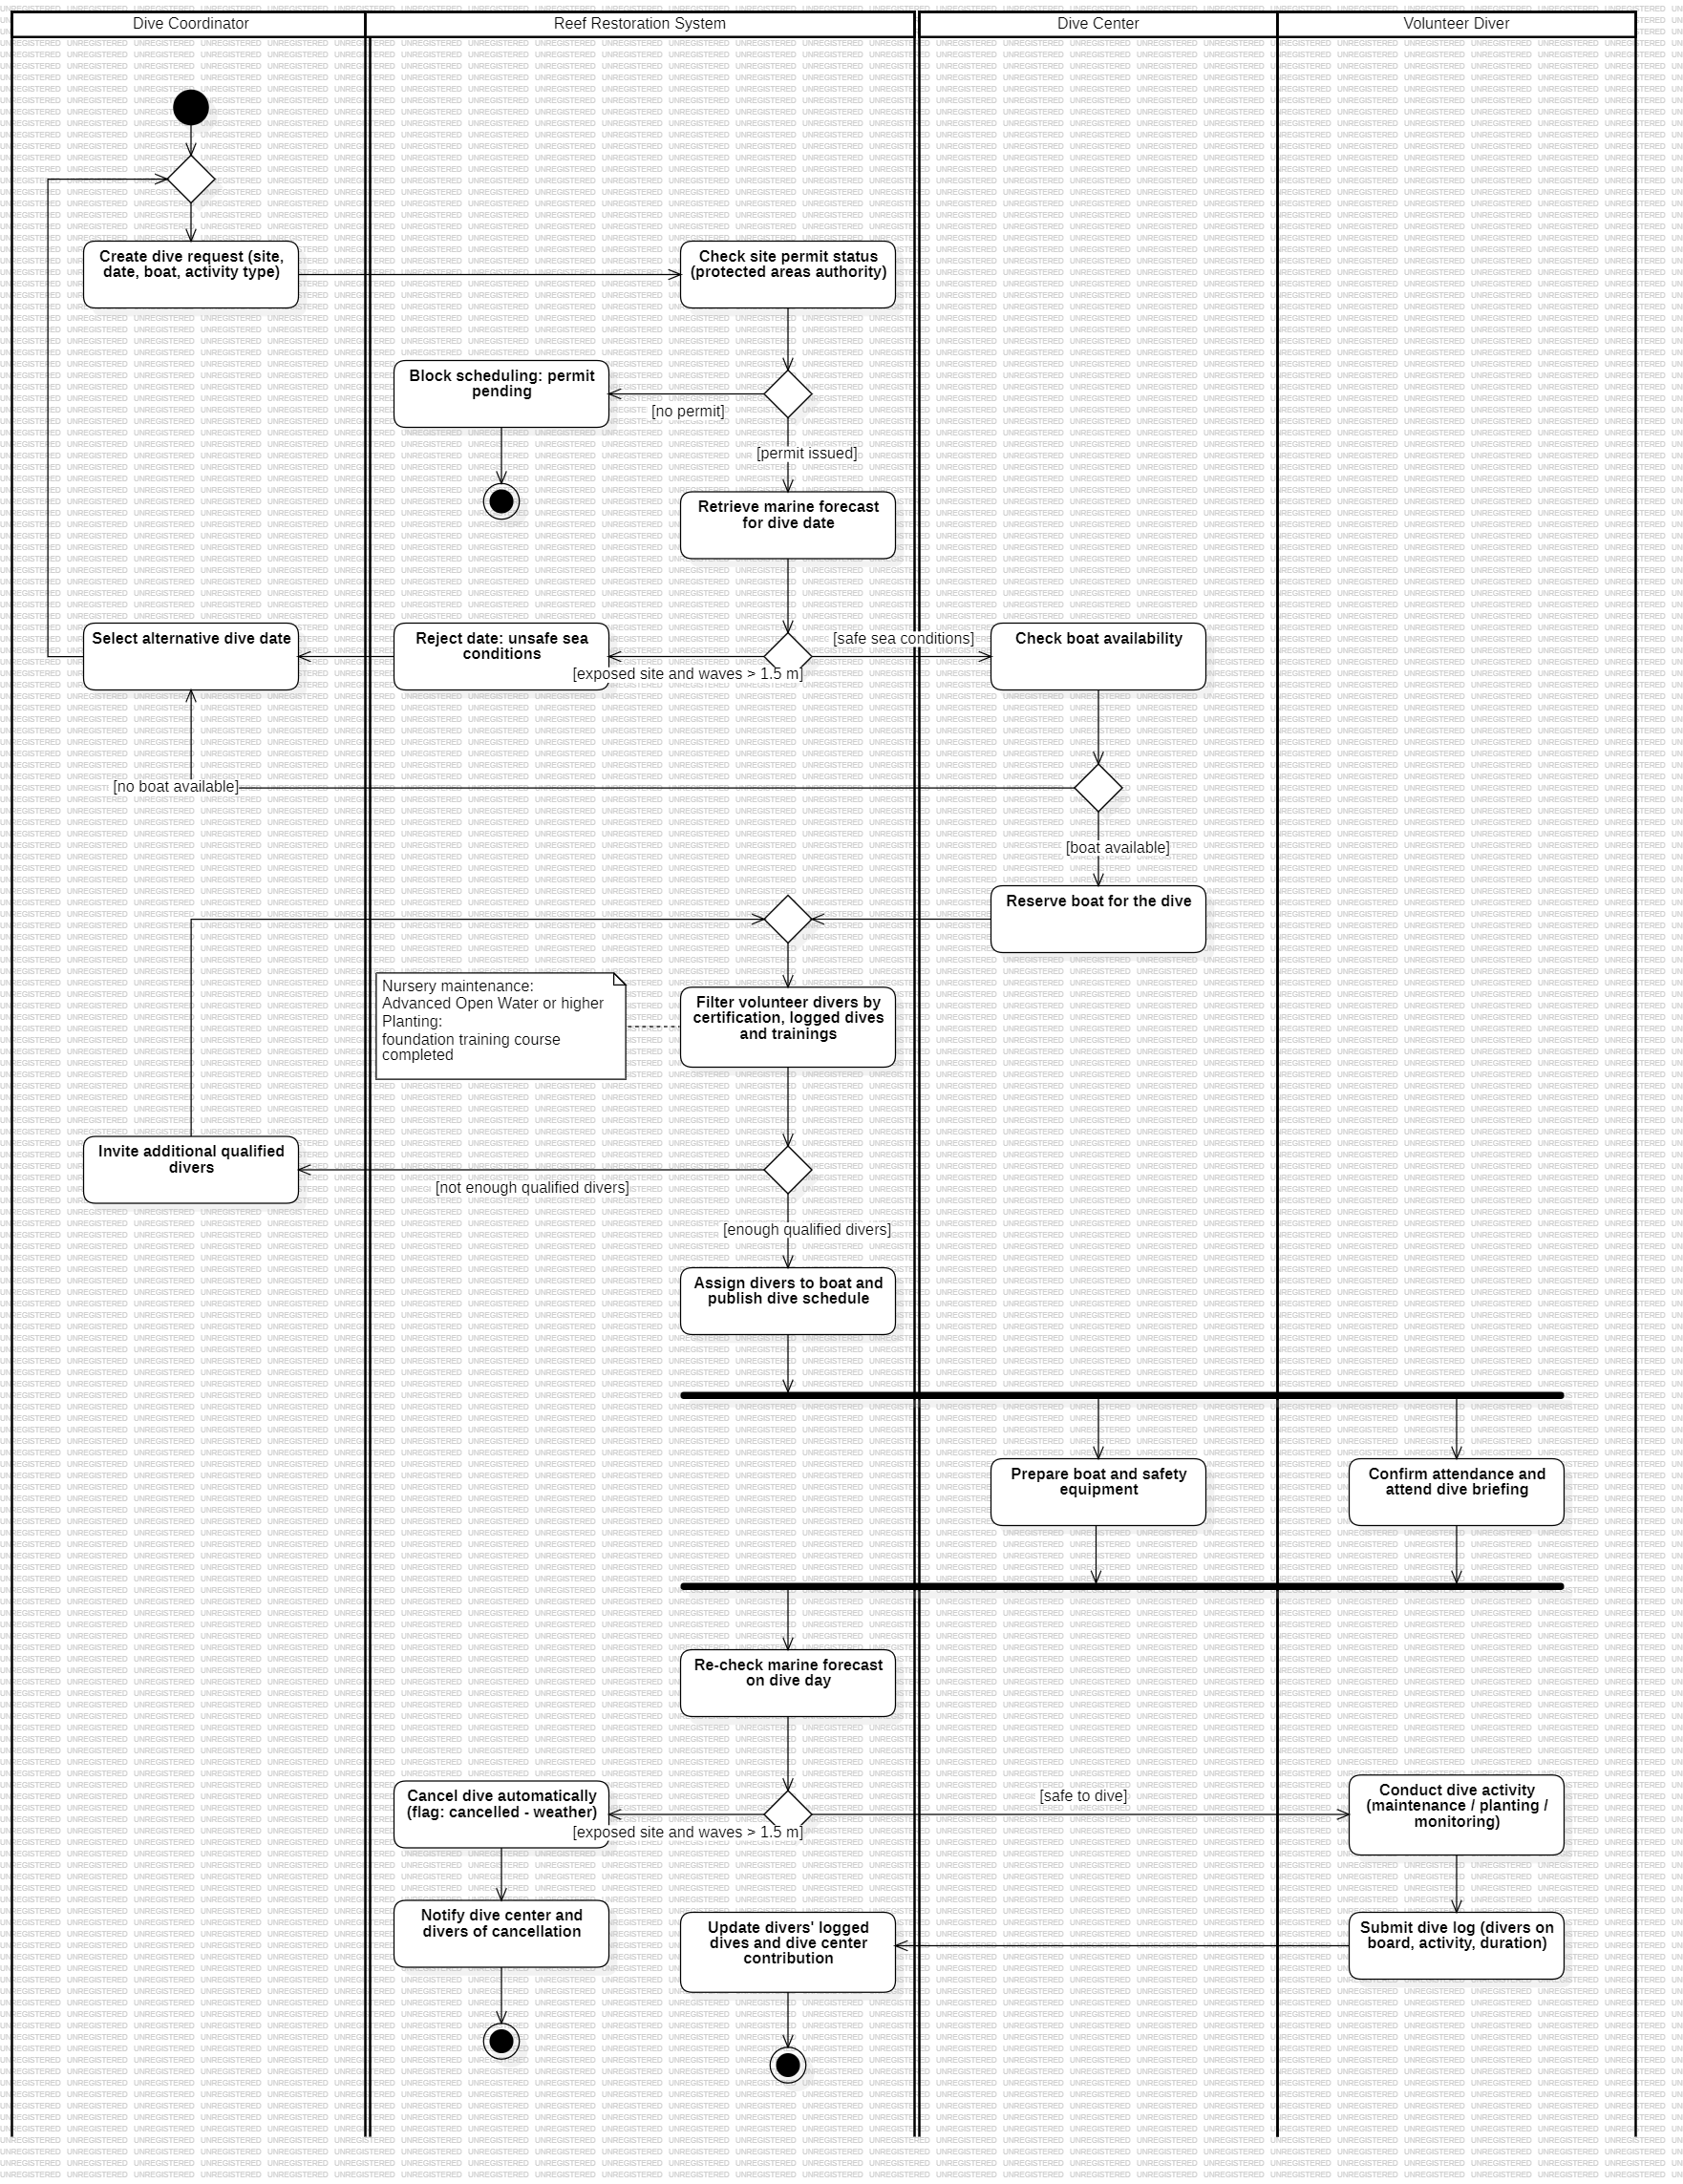 Dive Coordinator
Reef Restoration System
Dive Center
Volunteer Diver
Create dive request (site,
date, boat, activity type)
Check site permit status
(protected areas authority)
Block scheduling: permit
pending
[no permit]
[permit issued]
Retrieve marine forecast
for dive date
Select alternative dive date
Reject date: unsafe sea
conditions
[exposed site and waves > 1.5 m]
[safe sea conditions]
Check boat availability
[no boat available]
[boat available]
Reserve boat for the dive
Nursery maintenance:
Advanced Open Water or higher
Planting:
foundation training course
completed
Filter volunteer divers by
certification, logged dives
and trainings
Invite additional qualified
divers
[not enough qualified divers]
[enough qualified divers]
Assign divers to boat and
publish dive schedule
Prepare boat and safety
equipment
Confirm attendance and
attend dive briefing
Re-check marine forecast
on dive day
Cancel dive automatically
(flag: cancelled - weather)
[exposed site and waves > 1.5 m]
[safe to dive]
Conduct dive activity
(maintenance / planting /
monitoring)
Notify dive center and
divers of cancellation
Update divers' logged
dives and dive center
contribution
Submit dive log (divers on
board, activity, duration)
UNREGISTERED